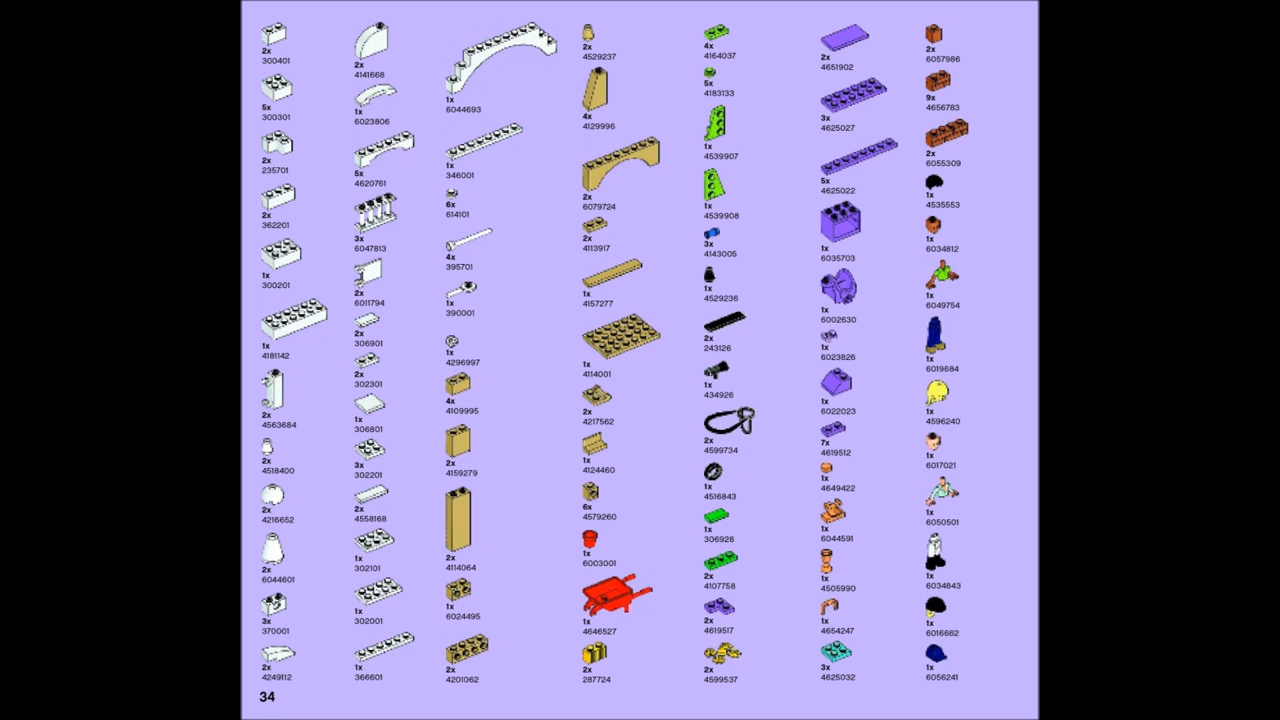 2x
300401
5x
300301
2x
235701
2x
362201
1x
300201
1x
4181142
2x
4563684
2x
4518400
2x
4216652
2x
6044601
3x
370001
2x
4249112
2x
4141668
1x
6023806
5x
4620761
3x
6047813
2x
6011794
2x
306901
2x
302301
1x
306801
3x
302201
2x
4558168
1x
302101
1x
302001
1x
366601
1x
6044693
1x
346001
6x
614101
4x
395701
1x
390001
1x
4296997
4x
4109995
2x
4159279
2x
4114064
1x
6024495
2x
4201062
2x
4529237
4x
4129996
2x
6079724
2x
4113917
1x
4157277
1x
4114001
2x
4217562
1x
4124460
6x
4579260
1x
6003001
1x
4646527
2x
287724
4x
4164037
5x
4183133
1x
4539907
1x
4539908
3x
4143005
1x
4529236
2x
243126
1x
434926
2x
4599734
1x
4516843
1x
306928
2x
4107758
2x
4619517
2x
4599537
2x
4651902
3x
4625027
5x
4625022
1x
6035703
1x
6002630
1x
6023826
1x
6022023
7x
4619512
1x
4649422
1x
6044591
1x
4505990
1x
4654247
3x
4625032
2x
6057986
9x
4656783
2x
6055309
1x
4535553
1x
6034812
1x
6049754
1x
6019684
1x
4596240
1x
6017021
1x
6050501
1x
6034843
1x
6016662
1x
6056241
34